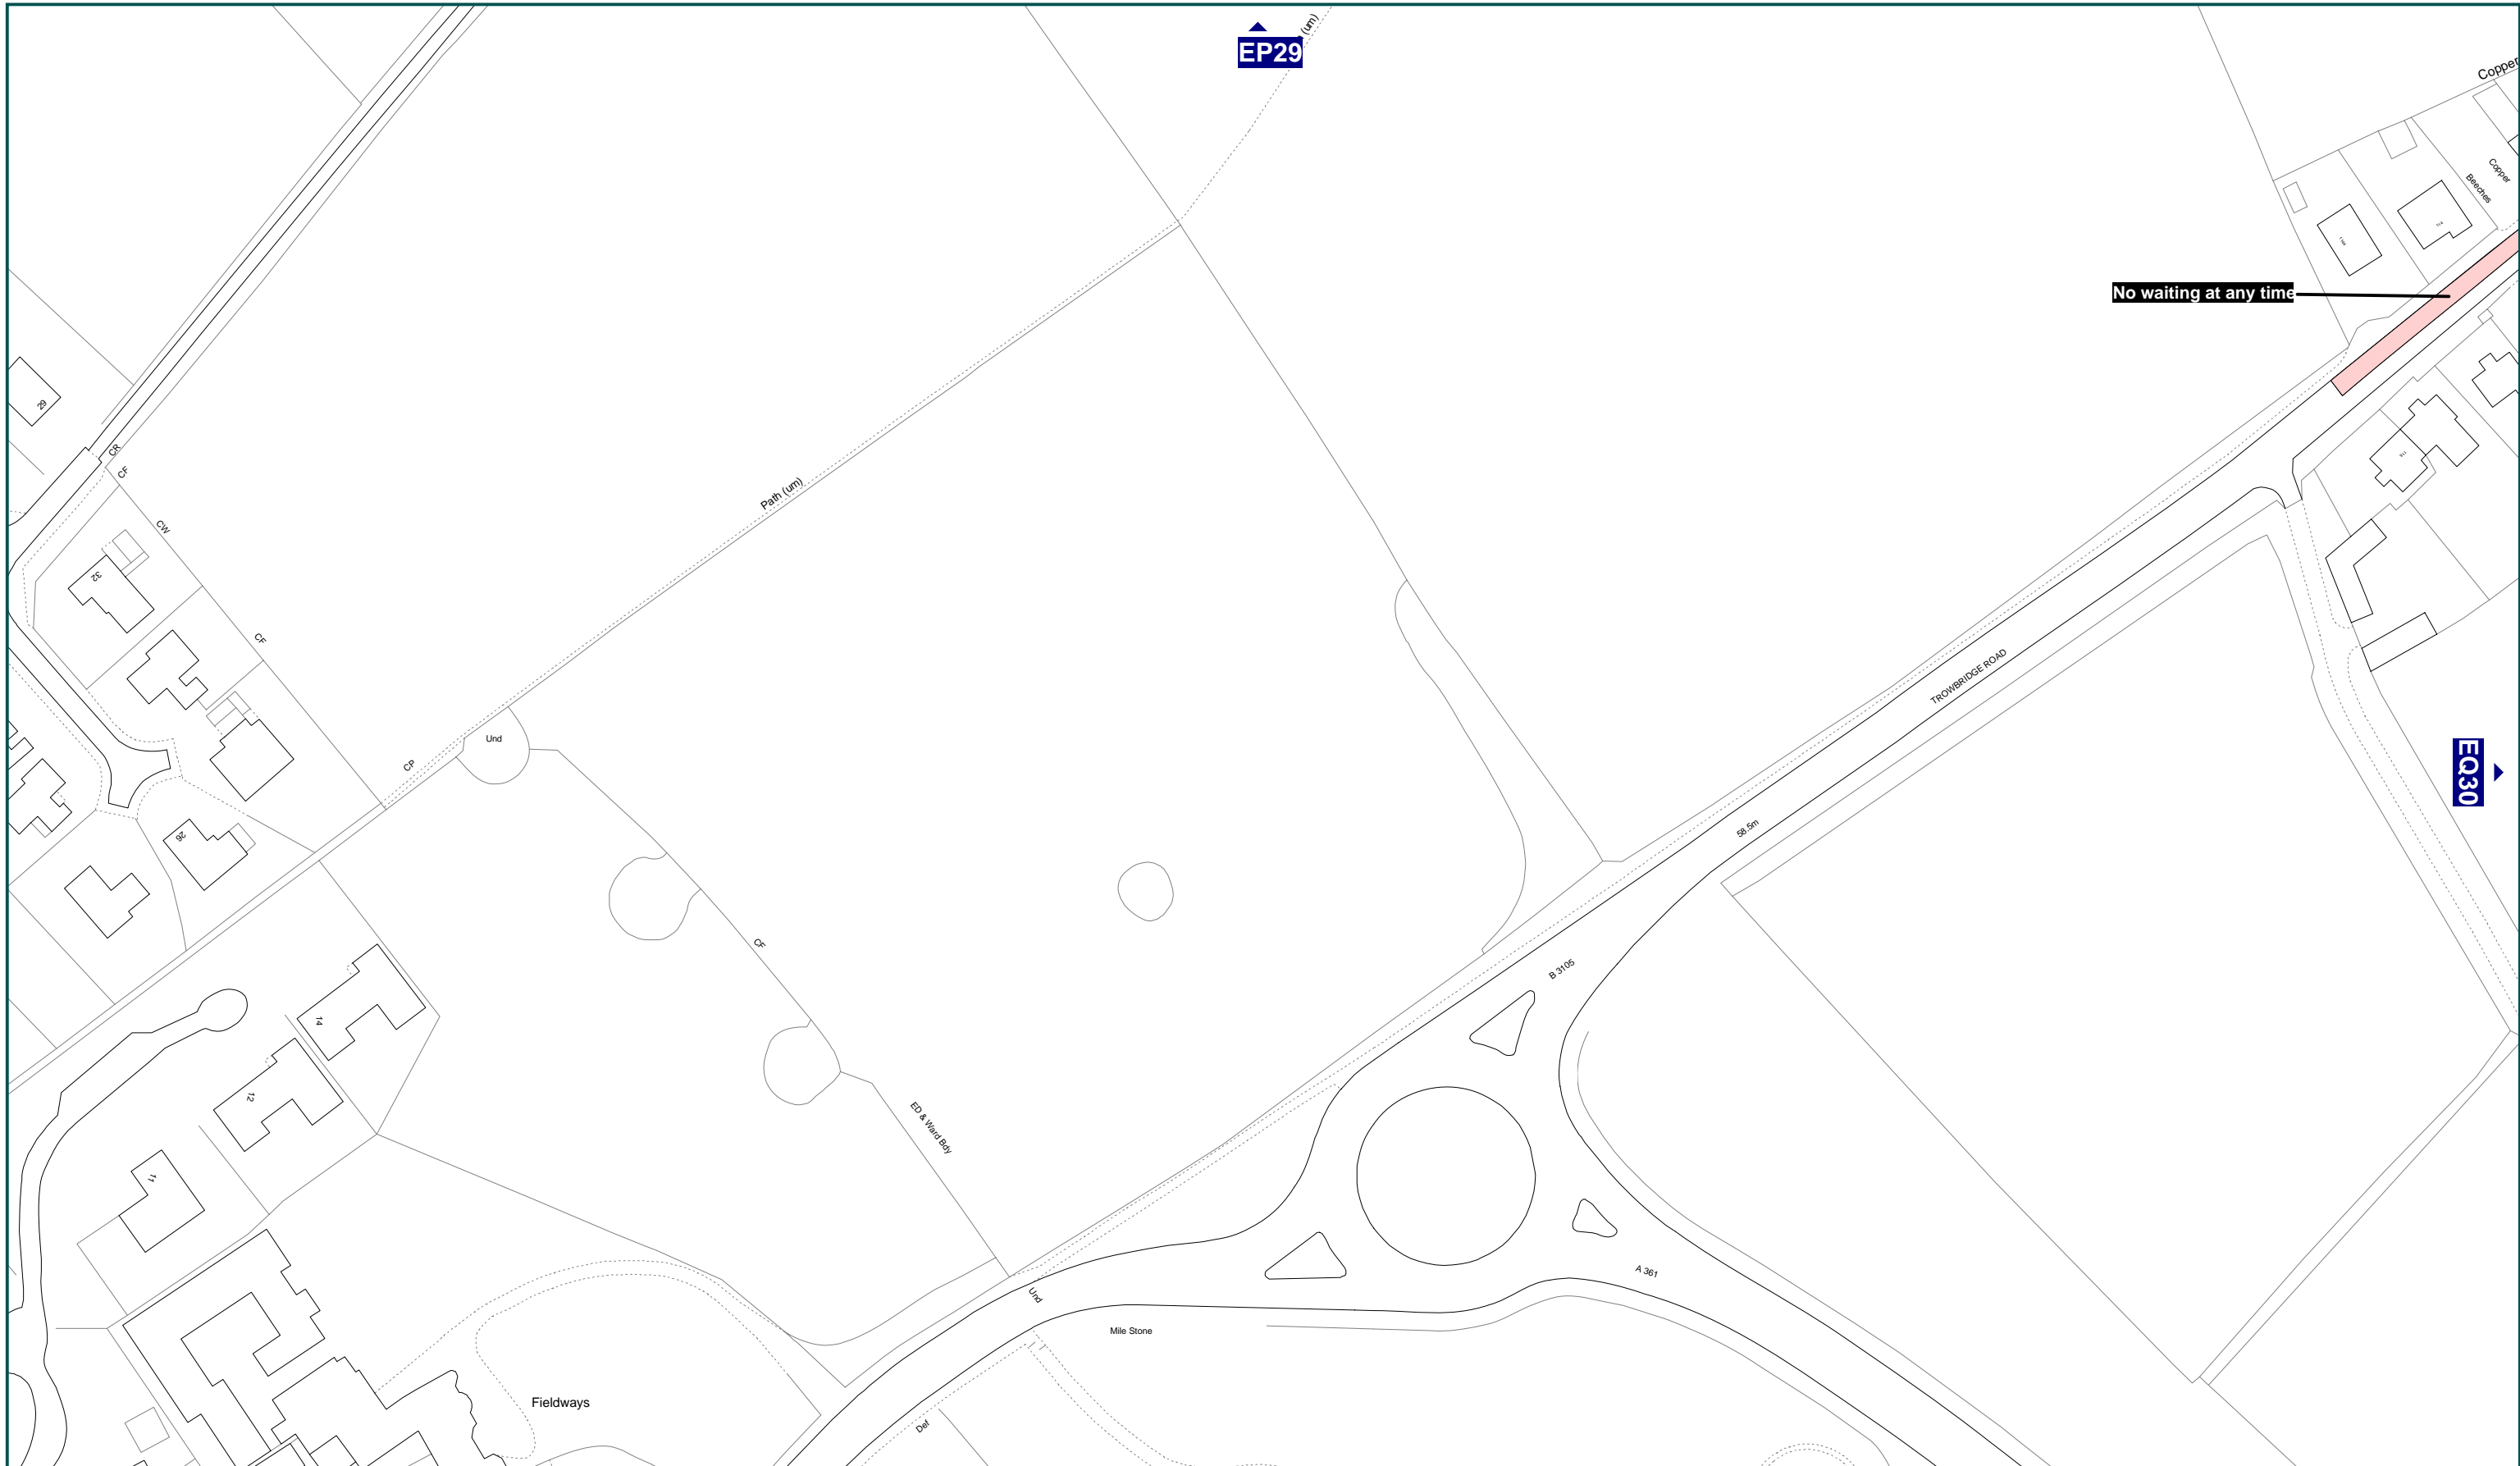 EP29
(um)
Copper
Copper
Beeches
No waiting at any time
29
CR
CF
CW
Path (um)
32
CF
TROWBRIDGE ROAD
Und
CP
EQ30
58.5m
26
CF
B 3105
14
12
ED & Ward Bdy
11
A 361
Und
Mile Stone
Fieldways
Def